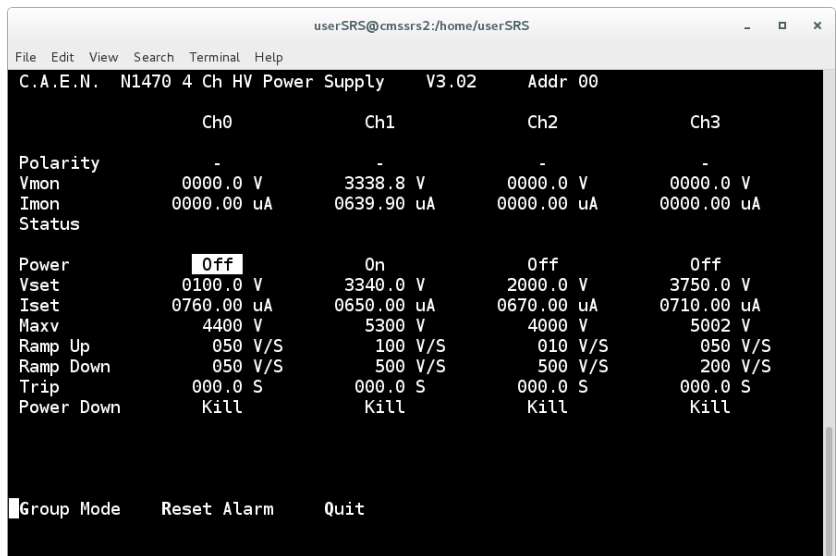 userSRS@cmssrs2:/home/userSRS
File Edit View Search Terminal Help
C.A.E.N. N1470 4 Ch HV Power Supply V3.02 Addr 00
Ch0 Ch1 Ch2 Ch3
Polarity - - - -
Vmon 0000.0 V 3338.8 V 0000.0 V 0000.0 V
Imon 0000.00 uA 0639.90 uA 0000.00 uA 0000.00 uA
Status
Power Off On Off Off
Vset 0100.0 V 3340.0 V 2000.0 V 3750.0 V
Iset 0760.00 uA 0650.00 uA 0670.00 uA 0710.00 uA
Maxv 4400 V 5300 V 4000 V 5002 V
Ramp Up 050 V/S 100 V/S 010 V/S 050 V/S
Ramp Down 050 V/S 500 V/S 500 V/S 200 V/S
Trip 000.0 S 000.0 S 000.0 S 000.0 S
Power Down Kill Kill Kill Kill
Group Mode Reset Alarm Quit